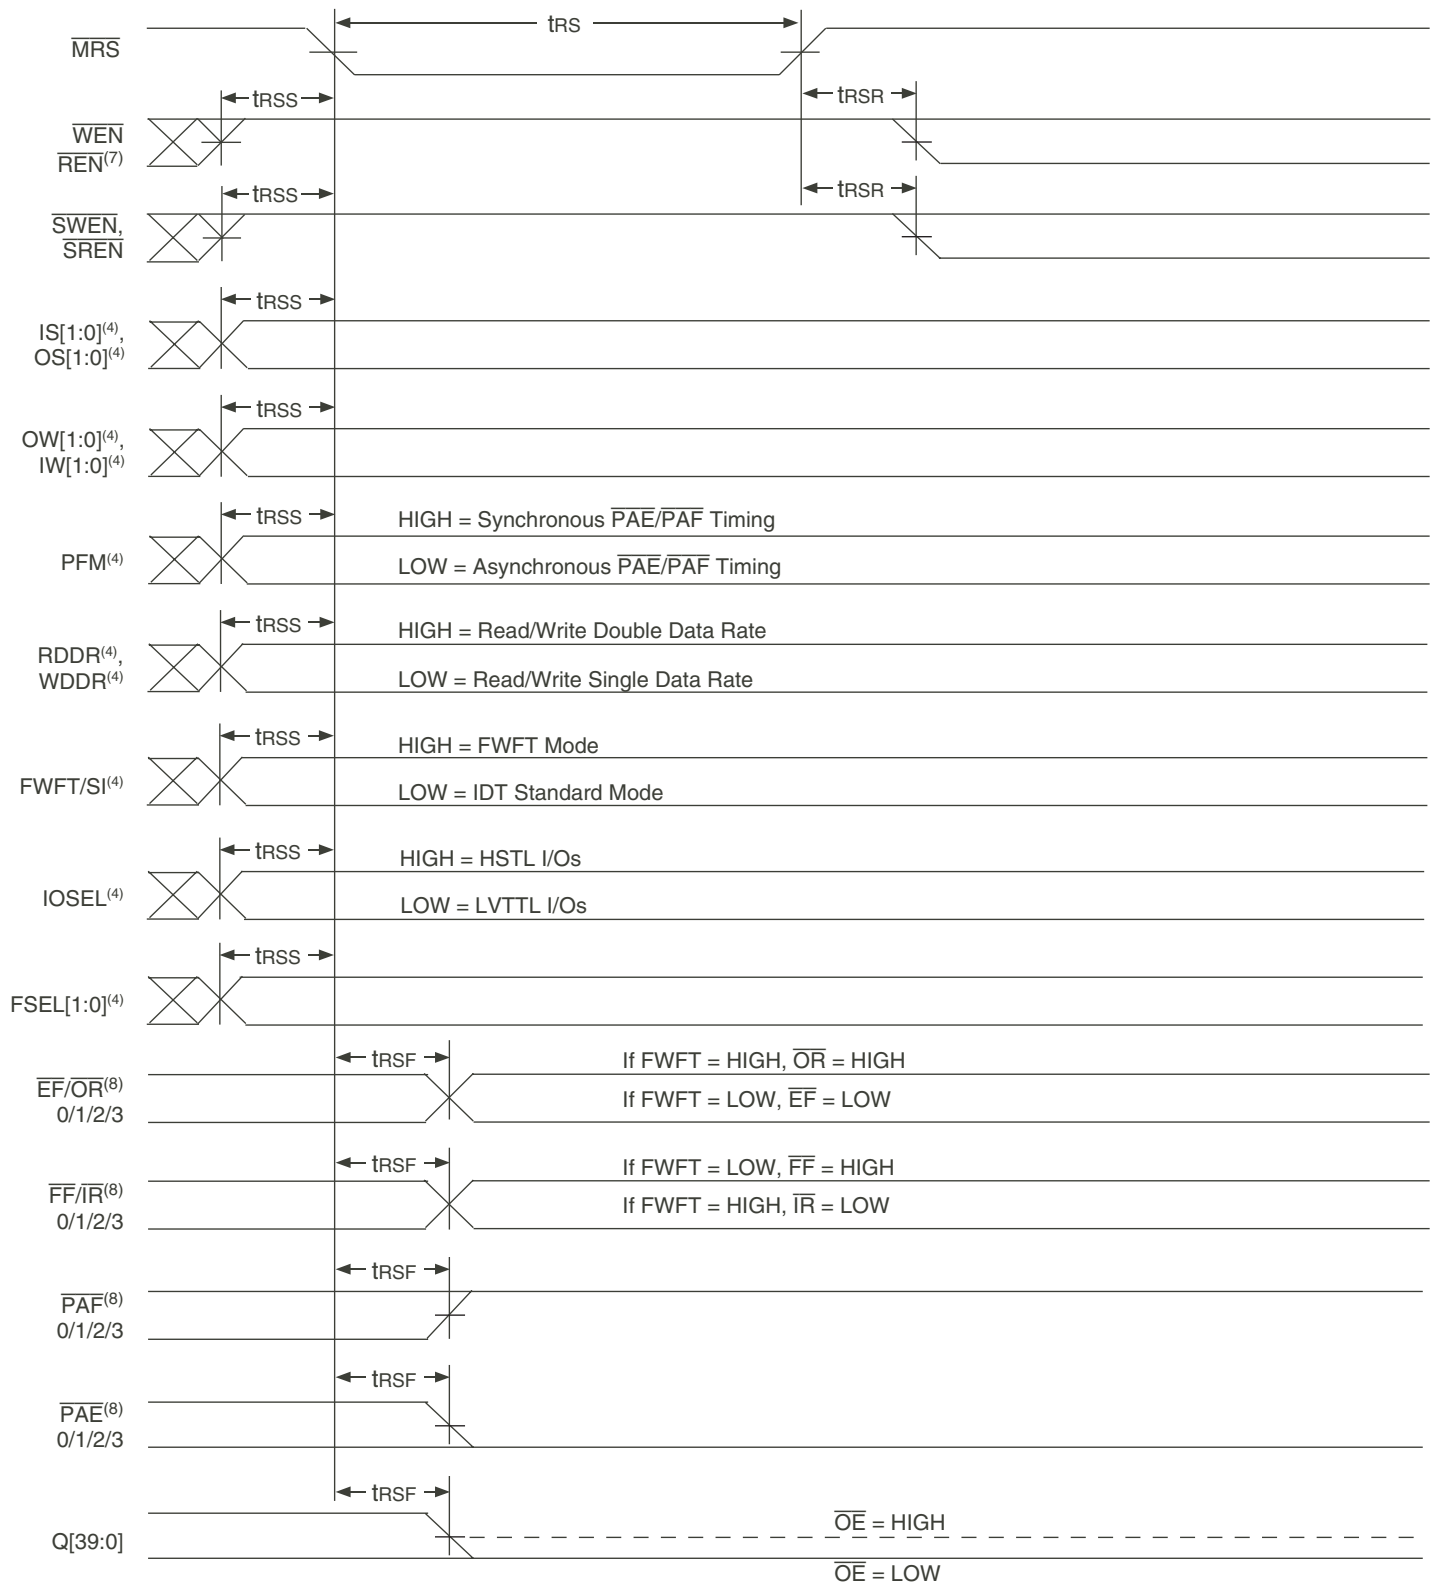 tRS
MRS
tRSS
tRSR
WEN
REN(7)
tRSS
tRSR
SWEN,
SREN
tRSS
IS[1:0](4),
OS[1:0](4)
tRSS
OW[1:0](4),
IW[1:0](4)
tRSS
HIGH = Synchronous PAE/PAF Timing
PFM(4)
LOW = Asynchronous PAE/PAF Timing
tRSS
HIGH = Read/Write Double Data Rate
RDDR(4),
WDDR(4)
LOW = Read/Write Single Data Rate
tRSS
HIGH = FWFT Mode
FWFT/SI(4)
LOW = IDT Standard Mode
tRSS
HIGH = HSTL I/Os
IOSEL(4)
LOW = LVTTL I/Os
tRSS
FSEL[1:0](4)
tRSF
If FWFT = HIGH, OR = HIGH
EF/OR(8)
0/1/2/3
If FWFT = LOW, EF = LOW
tRSF
If FWFT = LOW, FF = HIGH
FF/IR(8)
0/1/2/3
If FWFT = HIGH, IR = LOW
tRSF
PAF(8)
0/1/2/3
tRSF
PAE(8)
0/1/2/3
tRSF
OE = HIGH
Q[39:0]
OE = LOW